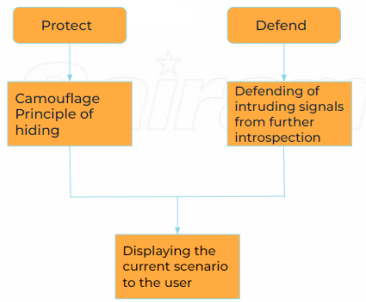 Protect
Defend
Camouflage
Principle of
hiding
Defending of
intruding signals
from further
introspection
Displaying the
current scenario
to the user